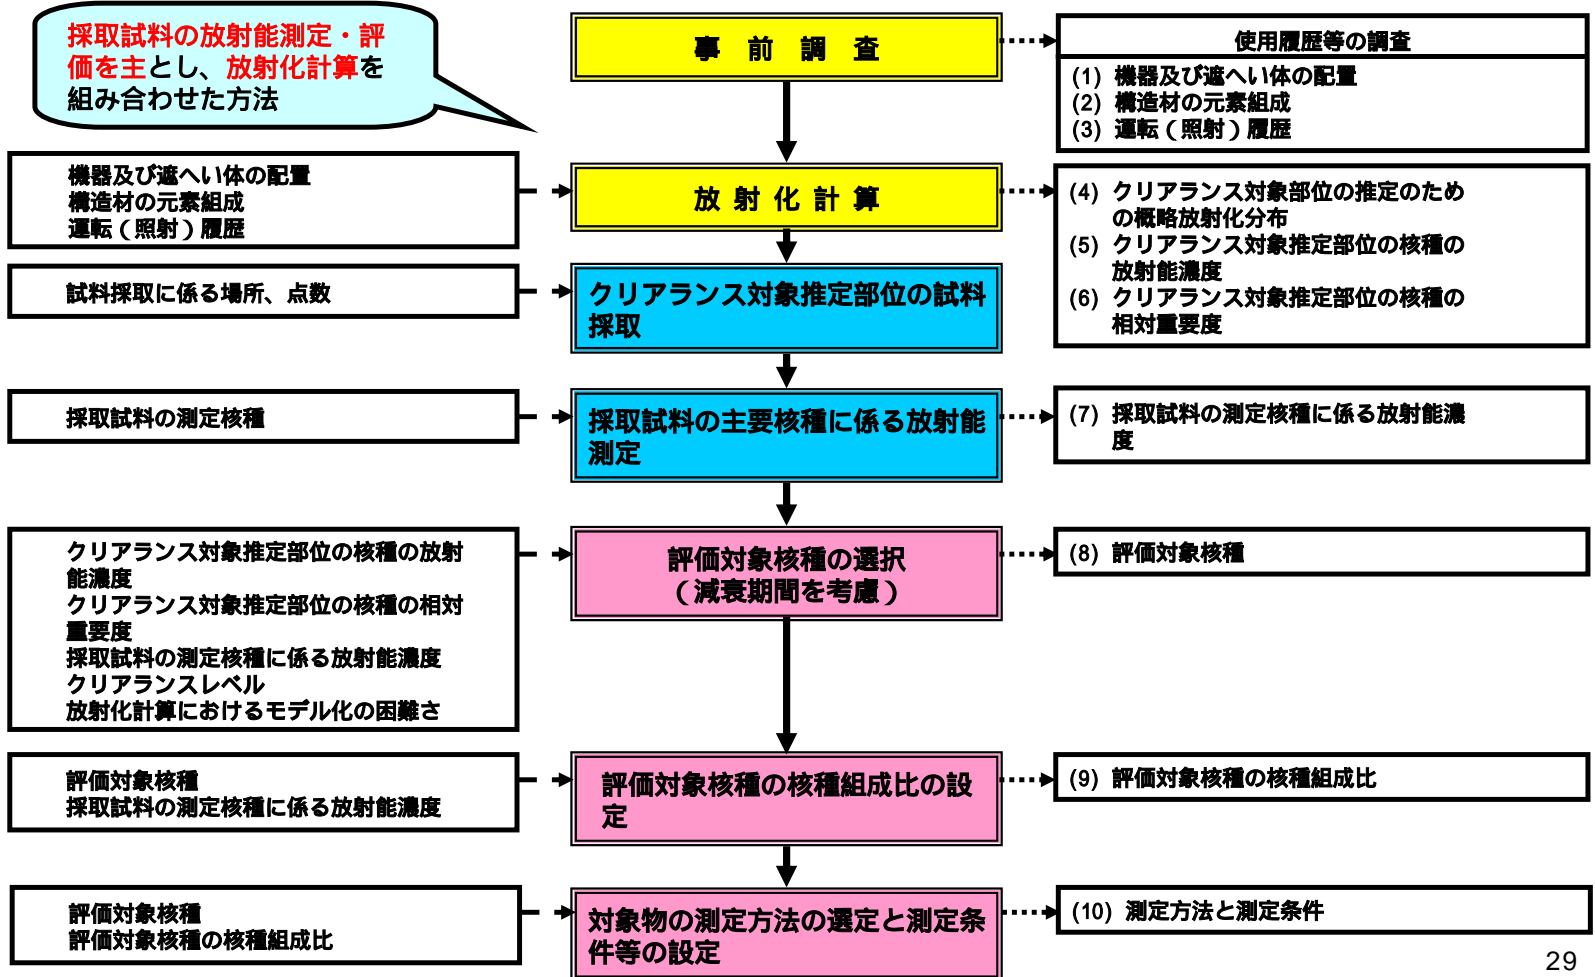 採取試料の放射能測定・評
価を主とし、放射化計算を
組み合わせた方法
事 前 調 査
使用履歴等の調査
(1) 機器及び遮へい体の配置
(2) 構造材の元素組成
(3) 運転（照射）履歴
機器及び遮へい体の配置
構造材の元素組成
運転（照射）履歴
放 射 化 計 算
(4) クリアランス対象部位の推定のため
の概略放射化分布
(5) クリアランス対象推定部位の核種の
放射能濃度
(6) クリアランス対象推定部位の核種の
相対重要度
試料採取に係る場所、点数
クリアランス対象推定部位の試料
採取
採取試料の測定核種
採取試料の主要核種に係る放射能
測定
(7) 採取試料の測定核種に係る放射能濃
度
クリアランス対象推定部位の核種の放射
能濃度
クリアランス対象推定部位の核種の相対
重要度
採取試料の測定核種に係る放射能濃度
クリアランスレベル
放射化計算におけるモデル化の困難さ
評価対象核種の選択
（減衰期間を考慮）
(8) 評価対象核種
評価対象核種
採取試料の測定核種に係る放射能濃度
評価対象核種の核種組成比の設
定
(9) 評価対象核種の核種組成比
評価対象核種
評価対象核種の核種組成比
対象物の測定方法の選定と測定条
件等の設定
(10) 測定方法と測定条件
29